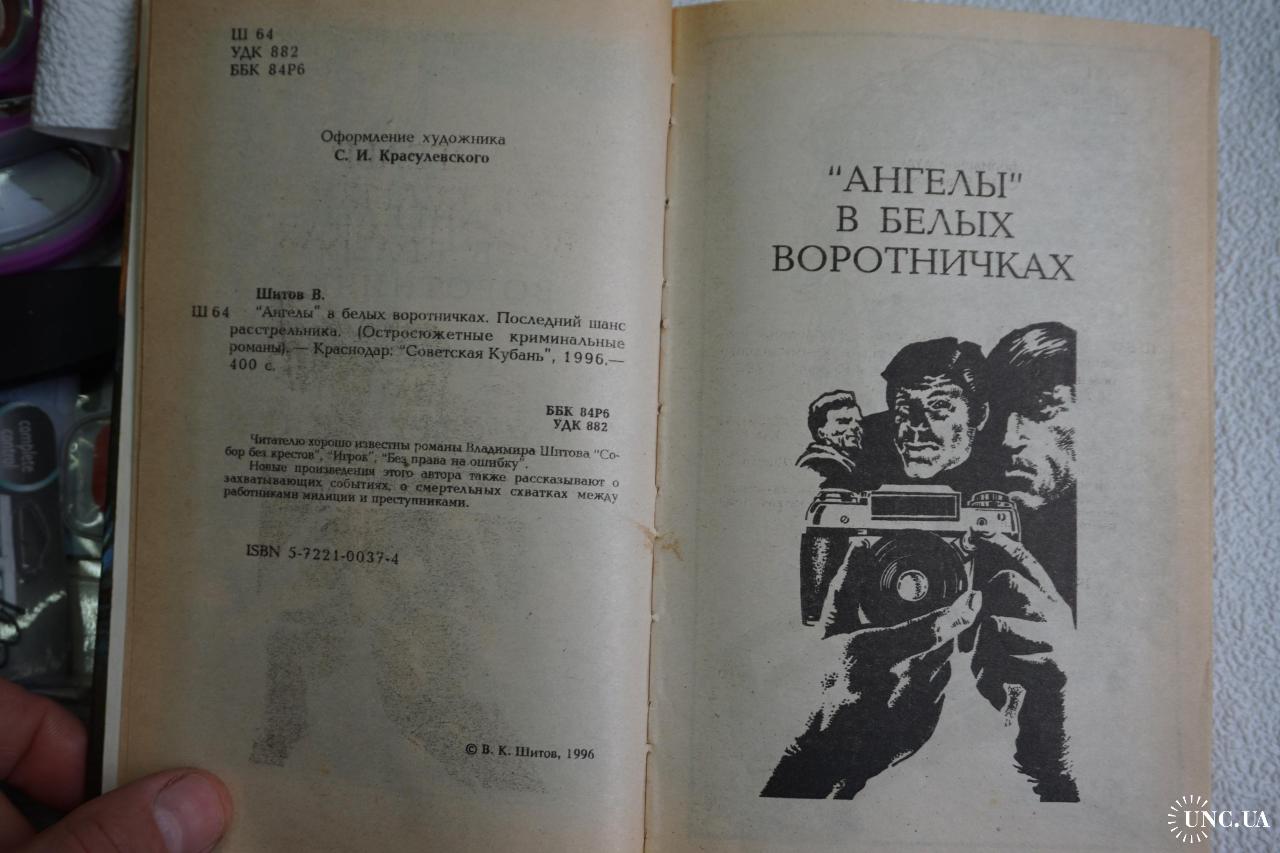 Ш 64
УДК 882
ББК 84Р6
Оформление художника
С. И. Красулевского
Шитов В.
Ш 64 "Ангелы" в белых воротничках. Последний шанс
расстрельника. (Остросюжетные криминальные
романы). — Краснодар: "Советская Кубань", 1996.—
400 с.
ББК 84Р6
УДК 882
Читателю хорошо известны романы Владимира Шитова "Со-
бор без крестов", "Игрок", "Без права на ошибку".
Новые произведения этого автора также рассказывают о
захватывающих событиях, о смертельных схватках между
работниками милиции и преступниками.
ISBN 5-7221-0037-4
© В. К. Шитов, 1996
"АНГЕЛЫ"
В БЕЛЫХ
ВОРОТНИЧКАХ
complete
control
UNC.UA